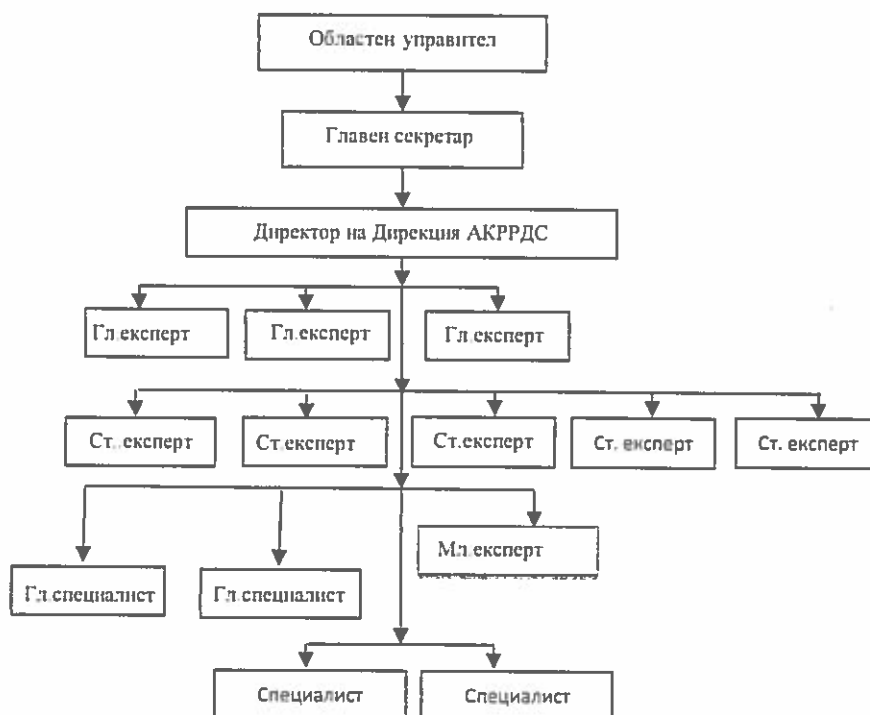 Областен управител
Главен секретар
Директор на Дирекция АКРРДС
Гл.експерт
Гл.експерт
Гл.експерт
Ст..експерт
Ст.експерт
Ст.експерт
Ст. експерт
Ст. експерт
Мл.експерт
Гл.специалист
Гл.специалист
Специалист
Специалист